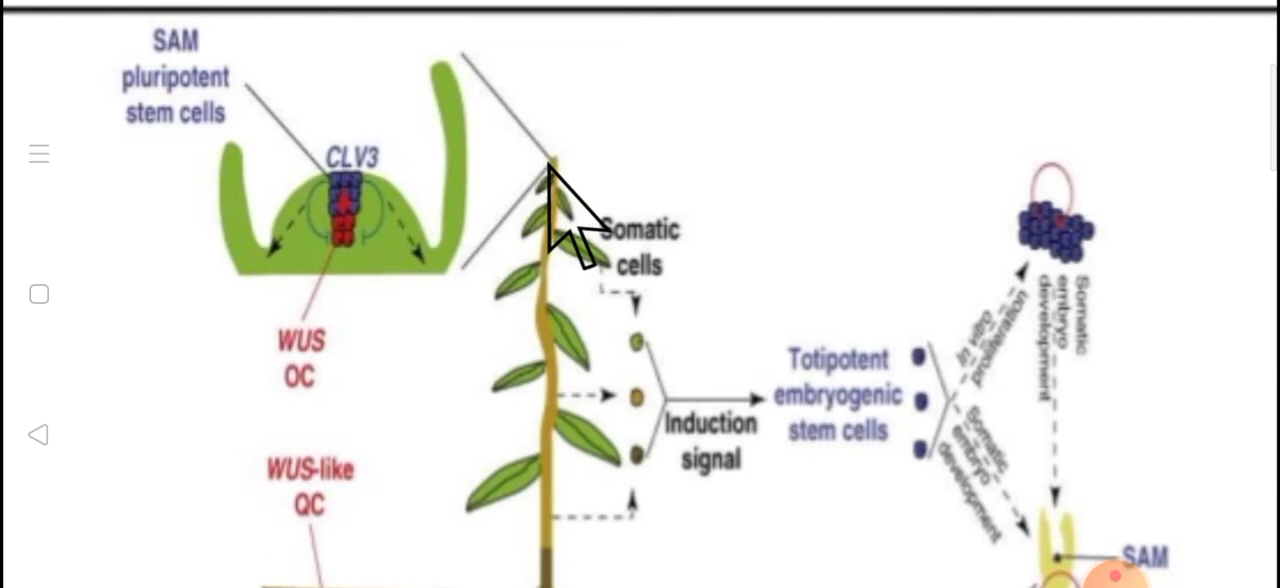 SAM
pluripotent
stem cells
CLV3
WUS
OC
WUS-like
QC
Somatic
cells
Induction
signal
Totipotent
embryogenic
stem cells
In vitro
proliferation
Somatic
embryo
development
Somatic
embryo
development
SAM